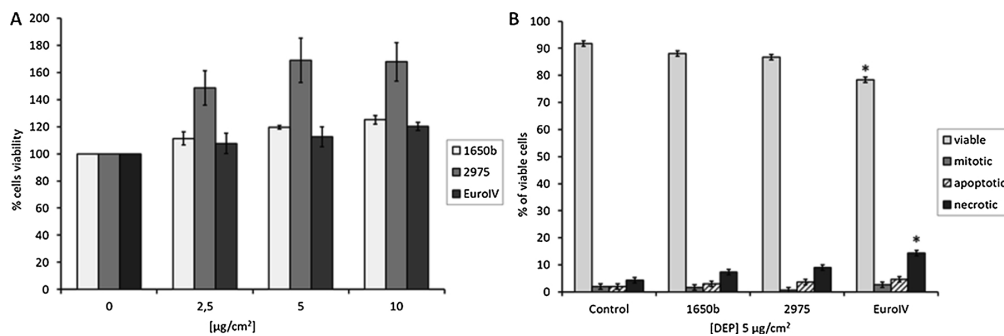 A
% cells viability
200
180
160
140
120
100
80
60
40
20
0
0
2,5
5
10
[µg/cm²]
1650b
2975
EuroIV
B
% of viable cells
100
90
80
70
60
50
40
30
20
10
0
*
*
Control
1650b
2975
EuroIV
[DEP] 5 µg/cm²
viable
mitotic
apoptotic
necrotic